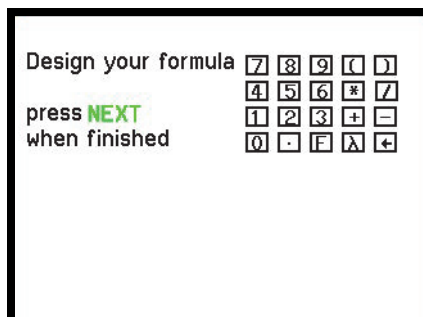 Design your formula
press NEXT
when finished
7 8 9 ( )
4 5 6 * /
1 2 3 + -
0 . F λ ←